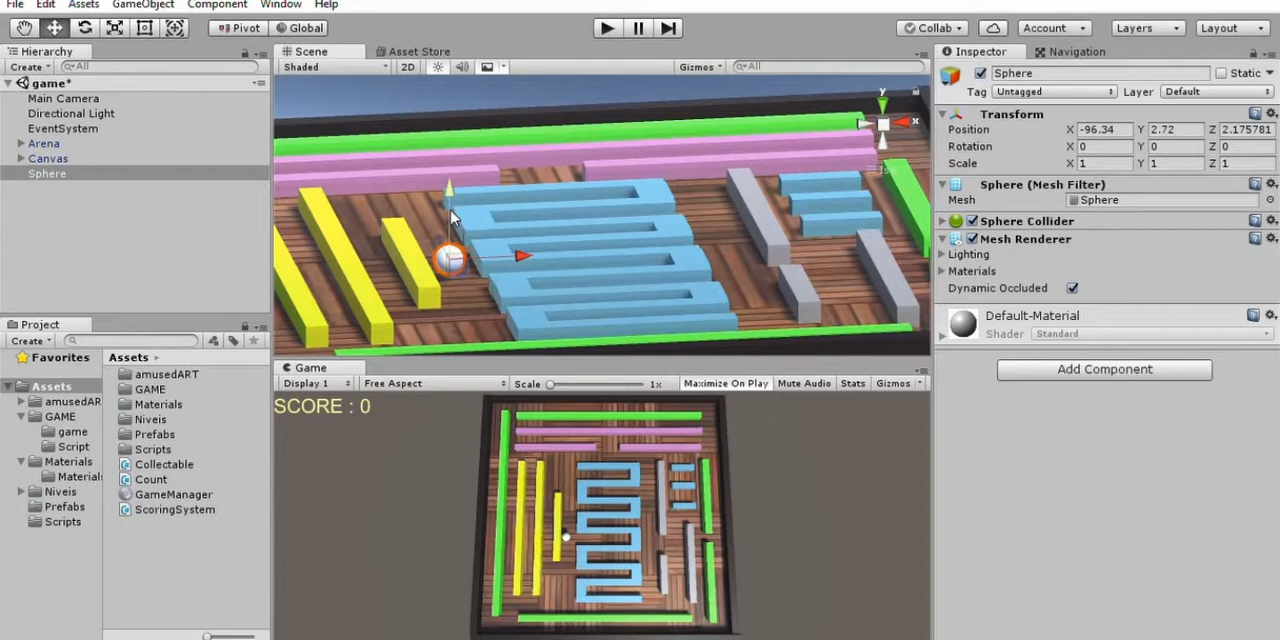 File Edit Assets GameObject Component Window Help
Pivot Global Collab Account Layers Layout
Hierarchy
Create All
game*
Main Camera
Directional Light
EventSystem
Arena
Canvas
Sphere
Scene Asset Store
Shaded 2D Gizmos All
y
x
Inspector Navigation
Sphere Static
Tag Untagged Layer Default
Transform
Position X -96.34 Y 2.72 Z 2.175781
Rotation X 0 Y 0 Z 0
Scale X 1 Y 1 Z 1
Sphere (Mesh Filter)
Mesh Sphere
Sphere Collider
Mesh Renderer
Lighting
Materials
Dynamic Occluded
Default-Material
Shader Standard
Add Component
Project
Create
Favorites
Assets
amusedAR
GAME
game
Script
Materials
Materials
Niveis
Prefabs
Scripts
Assets
amusedART
GAME
Materials
Niveis
Prefabs
Scripts
Collectable
Count
GameManager
ScoringSystem
Game
Display 1 Free Aspect Scale 1x Maximize On Play Mute Audio Stats Gizmos
SCORE : 0